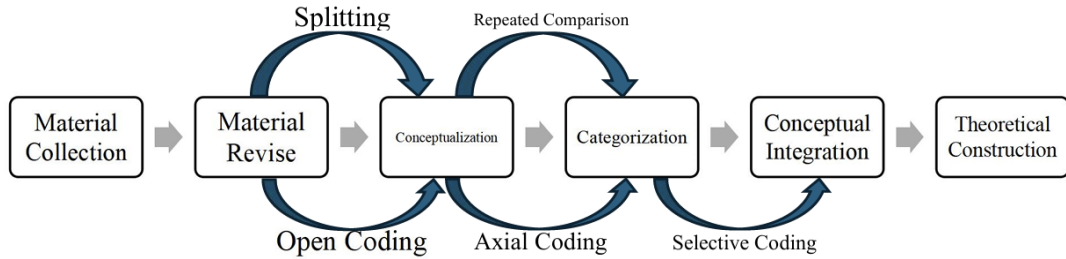 Splitting
Repeated Comparison
Material
Collection
Material
Revise
Conceptualization
Categorization
Conceptual
Integration
Theoretical
Construction
Open Coding
Axial Coding
Selective Coding